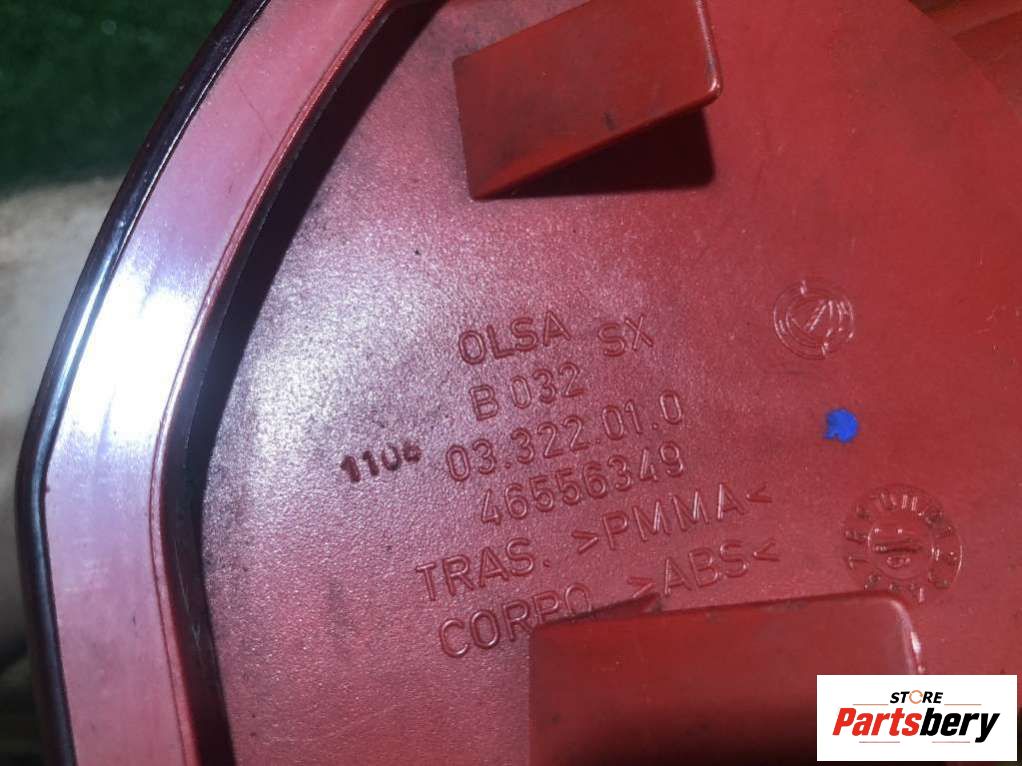 OLSA SX
B 032
1106 03.322.01.0
46556349
TRAS. >PMMA<
CORPO >ABS<
STORE
Partsbery